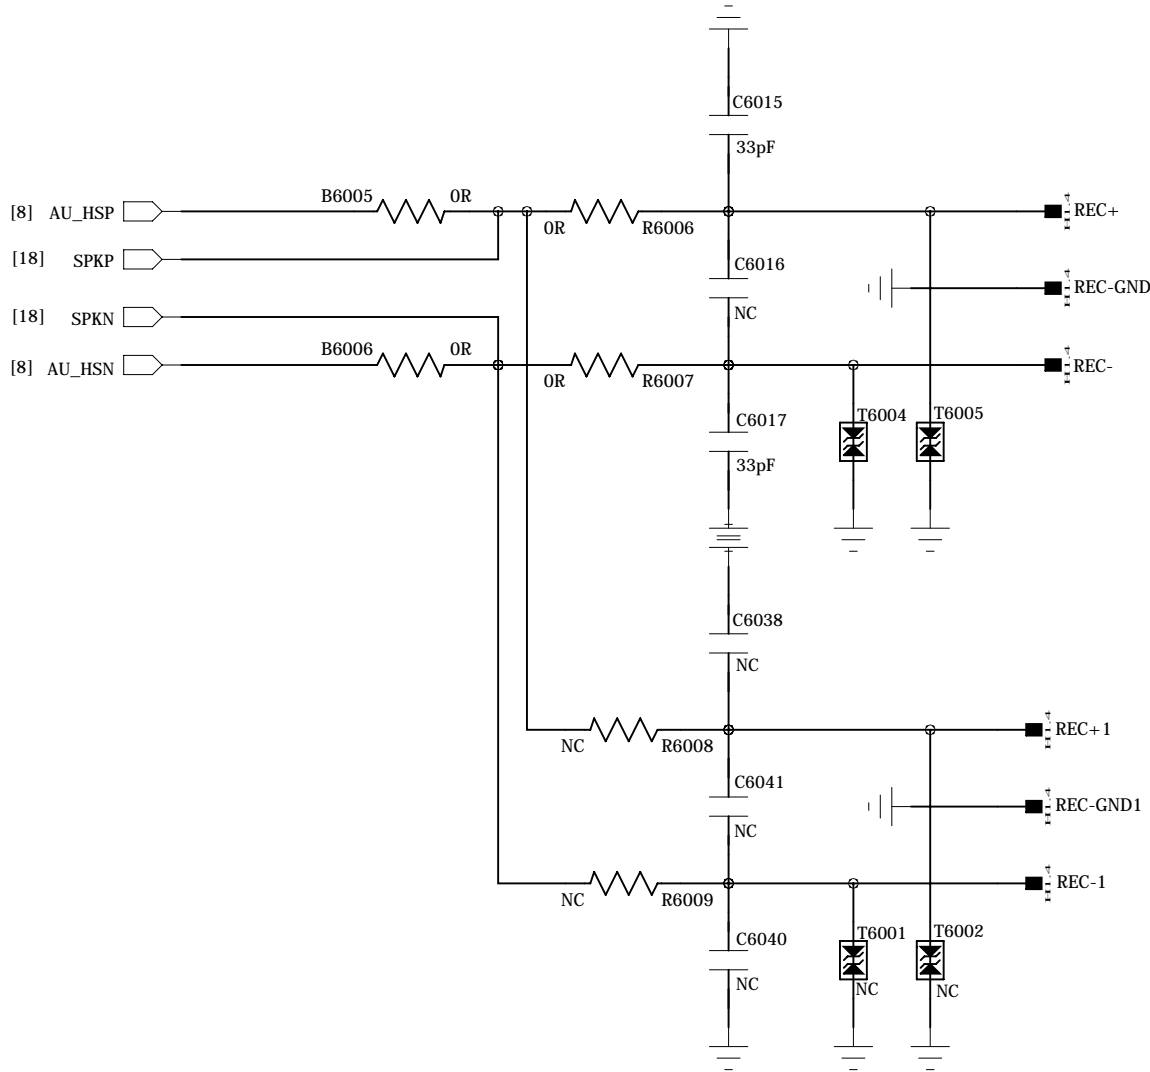 C6015
33pF
B6005 0R
[8] AU_HSP
0R R6006
REC+
[18] SPKP
C6016
NC
REC-GND
[18] SPKN
B6006 0R
[8] AU_HSN
0R R6007
REC-
C6017
33pF
T6004 T6005
C6038
NC
NC R6008
REC+1
C6041
NC
REC-GND1
NC R6009
REC-1
C6040
NC
T6001 T6002
NC NC